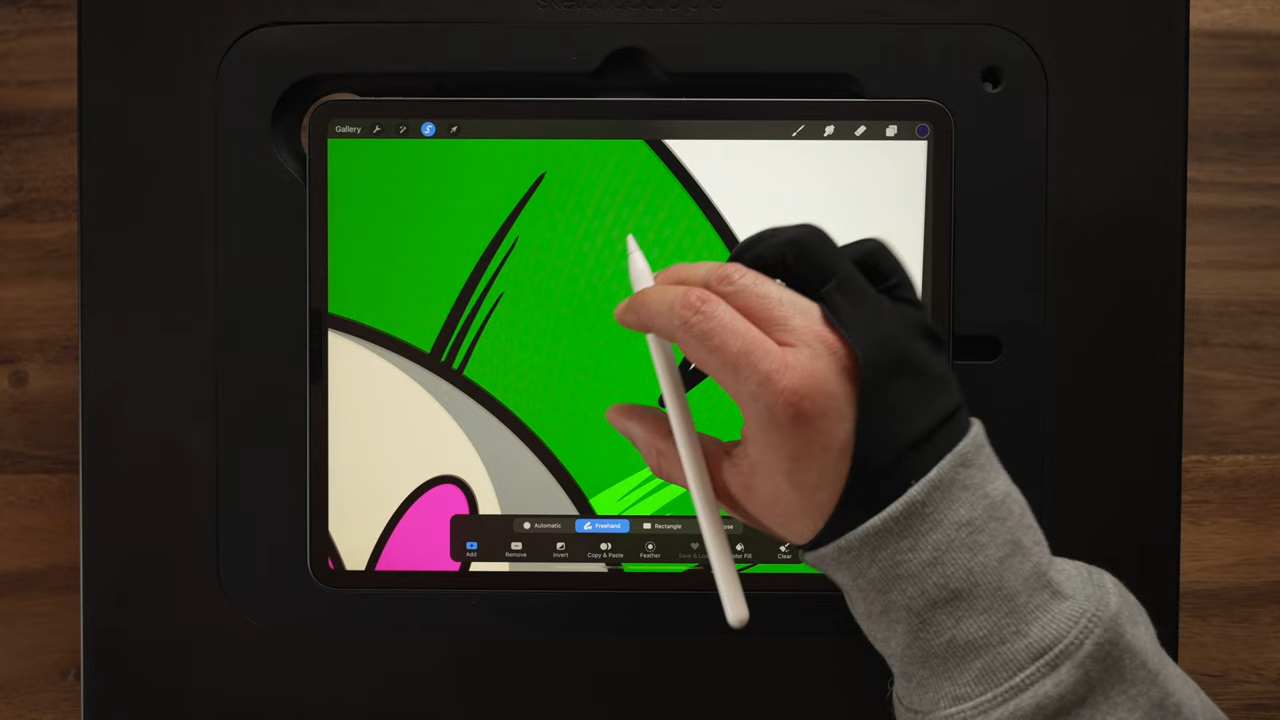 Gallery
Automatic Freehand Rectangle
Add Remove Invert Copy & Paste Feather Clear